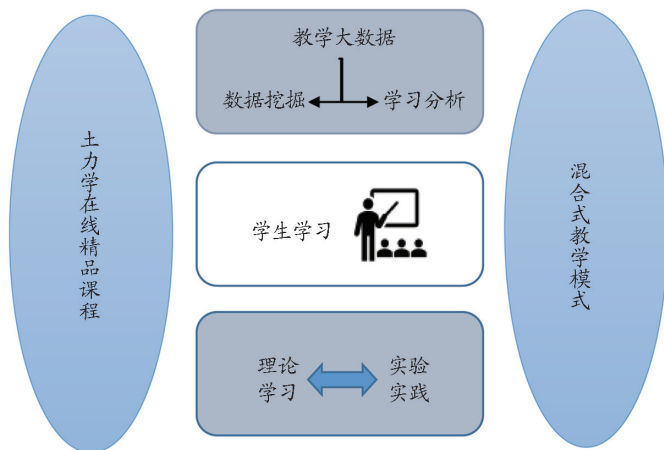 土力学在线精品课程
教学大数据
数据挖掘
学习分析
学生学习
理论
学习
实验
实践
混合式教学模式